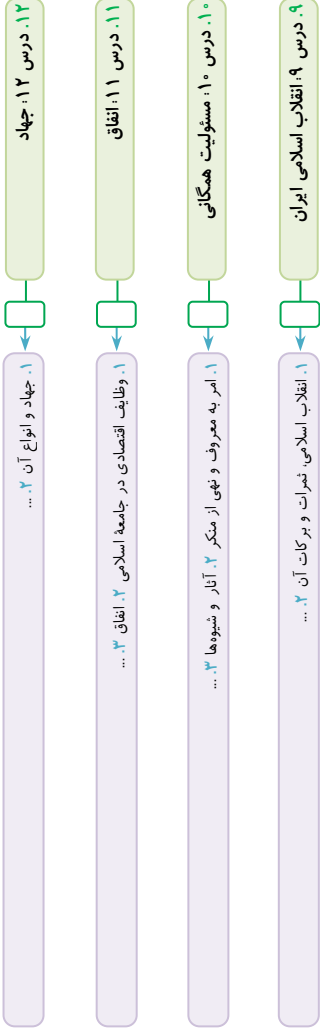 ۹. درس ۹: انقلاب اسلامی ایران
۱. انقلاب اسلامی، ثمرات و برکات آن ۲. ...
۱۰. درس ۱۰: مسئولیت همگانی
۱. امر به معروف و نهی از منکر ۲. آثار و شیوه‌ها ۳. ...
۱۱. درس ۱۱: انفاق
۱. وظایف اقتصادی در جامعهٔ اسلامی ۲. انفاق ۳. ...
۱۲. درس ۱۲: جهاد
۱. جهاد و انواع آن ۲. ...